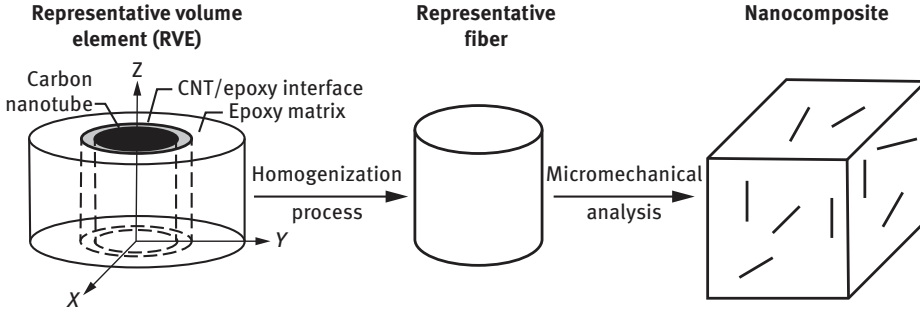 Representative volume
element (RVE)
Representative
fiber
Nanocomposite
Z
Carbon
nanotube
CNT/epoxy interface
Epoxy matrix
Homogenization
process
Micromechanical
analysis
Y
X